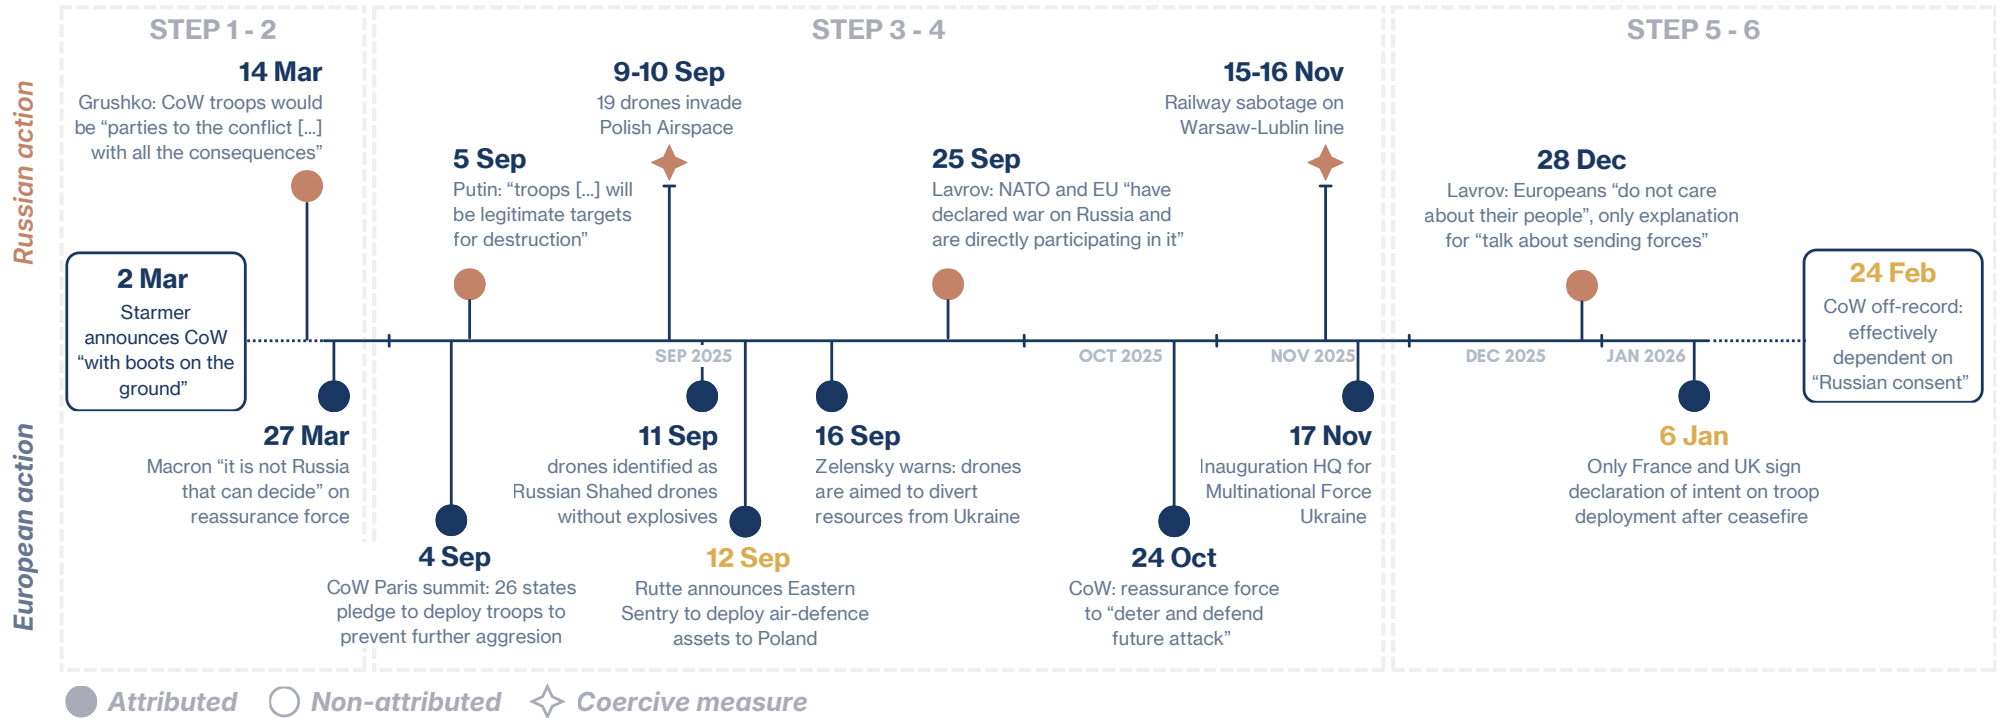 STEP 1 - 2
STEP 3 - 4
STEP 5 - 6
Russian action
European action
14 Mar
Grushko: CoW troops would
be “parties to the conflict [...]
with all the consequences”
5 Sep
Putin: “troops [...] will
be legitimate targets
for destruction”
9-10 Sep
19 drones invade
Polish Airspace
25 Sep
Lavrov: NATO and EU “have
declared war on Russia and
are directly participating in it”
15-16 Nov
Railway sabotage on
Warsaw-Lublin line
28 Dec
Lavrov: Europeans “do not care
about their people”, only explanation
for “talk about sending forces”
2 Mar
Starmer
announces CoW
“with boots on the
ground”
24 Feb
CoW off-record:
effectively
dependent on
“Russian consent”
SEP 2025
OCT 2025
NOV 2025
DEC 2025
JAN 2026
27 Mar
Macron “it is not Russia
that can decide” on
reassurance force
4 Sep
CoW Paris summit: 26 states
pledge to deploy troops to
prevent further aggresion
11 Sep
drones identified as
Russian Shahed drones
without explosives
12 Sep
Rutte announces Eastern
Sentry to deploy air-defence
assets to Poland
16 Sep
Zelensky warns: drones
are aimed to divert
resources from Ukraine
24 Oct
CoW: reassurance force
to “deter and defend
future attack”
17 Nov
Inauguration HQ for
Multinational Force
Ukraine
6 Jan
Only France and UK sign
declaration of intent on troop
deployment after ceasefire
Attributed
Non-attributed
Coercive measure